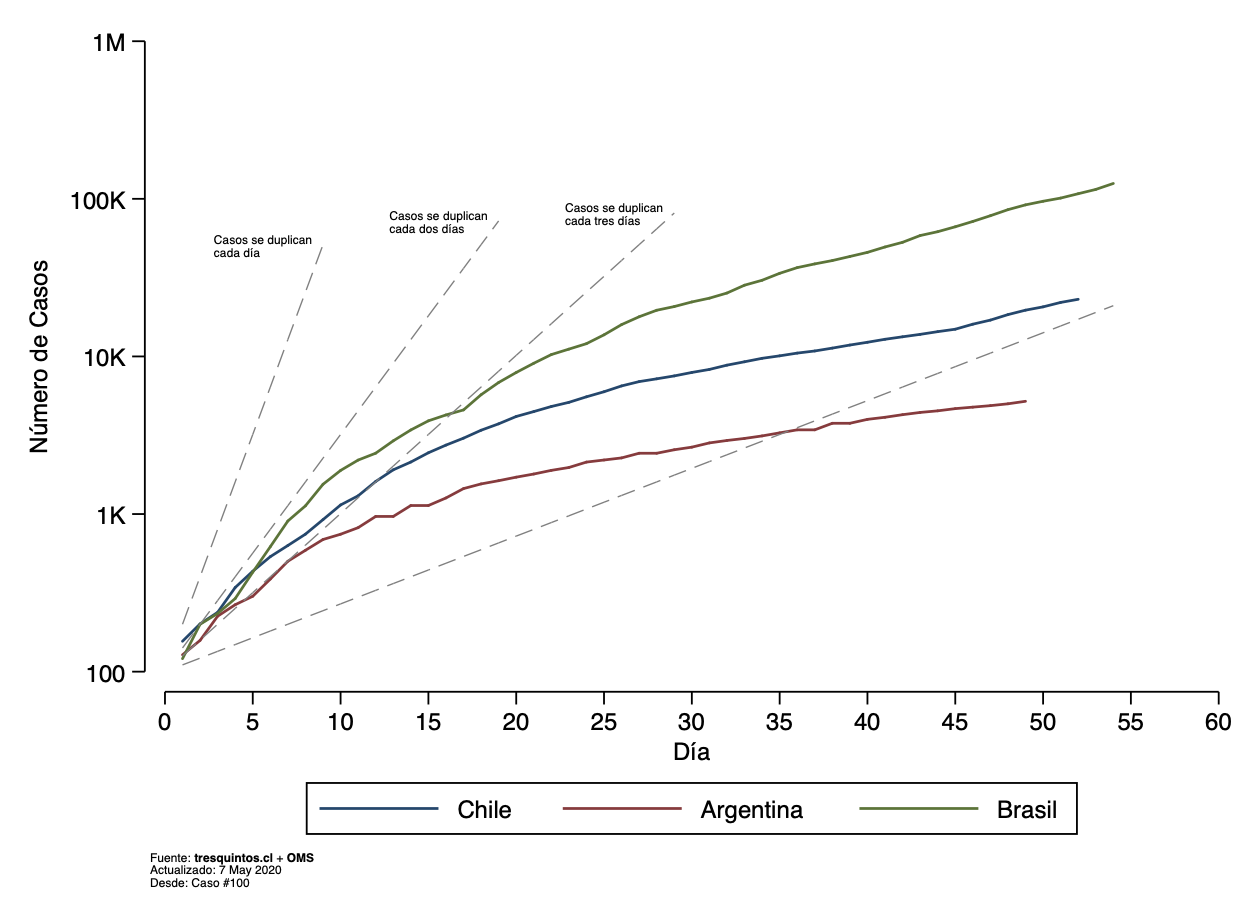 1M
100K
10K
1K
100
Número de Casos
Casos se duplican
cada día
Casos se duplican
cada dos días
Casos se duplican
cada tres días
0 5 10 15 20 25 30 35 40 45 50 55 60
Día
Chile Argentina Brasil
Fuente: tresquintos.cl + OMS
Actualizado: 7 May 2020
Desde: Caso #100